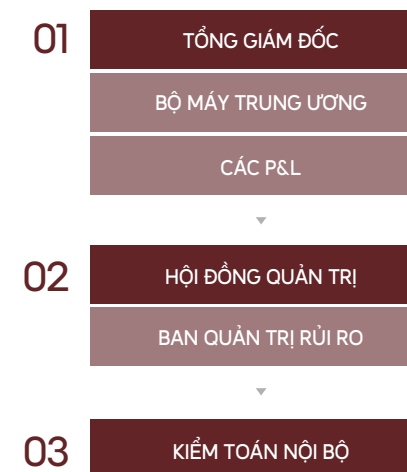 01
TỔNG GIÁM ĐỐC
BỘ MÁY TRUNG ƯƠNG
CÁC P&L
02
HỘI ĐỒNG QUẢN TRỊ
BAN QUẢN TRỊ RỦI RO
03
KIỂM TOÁN NỘI BỘ